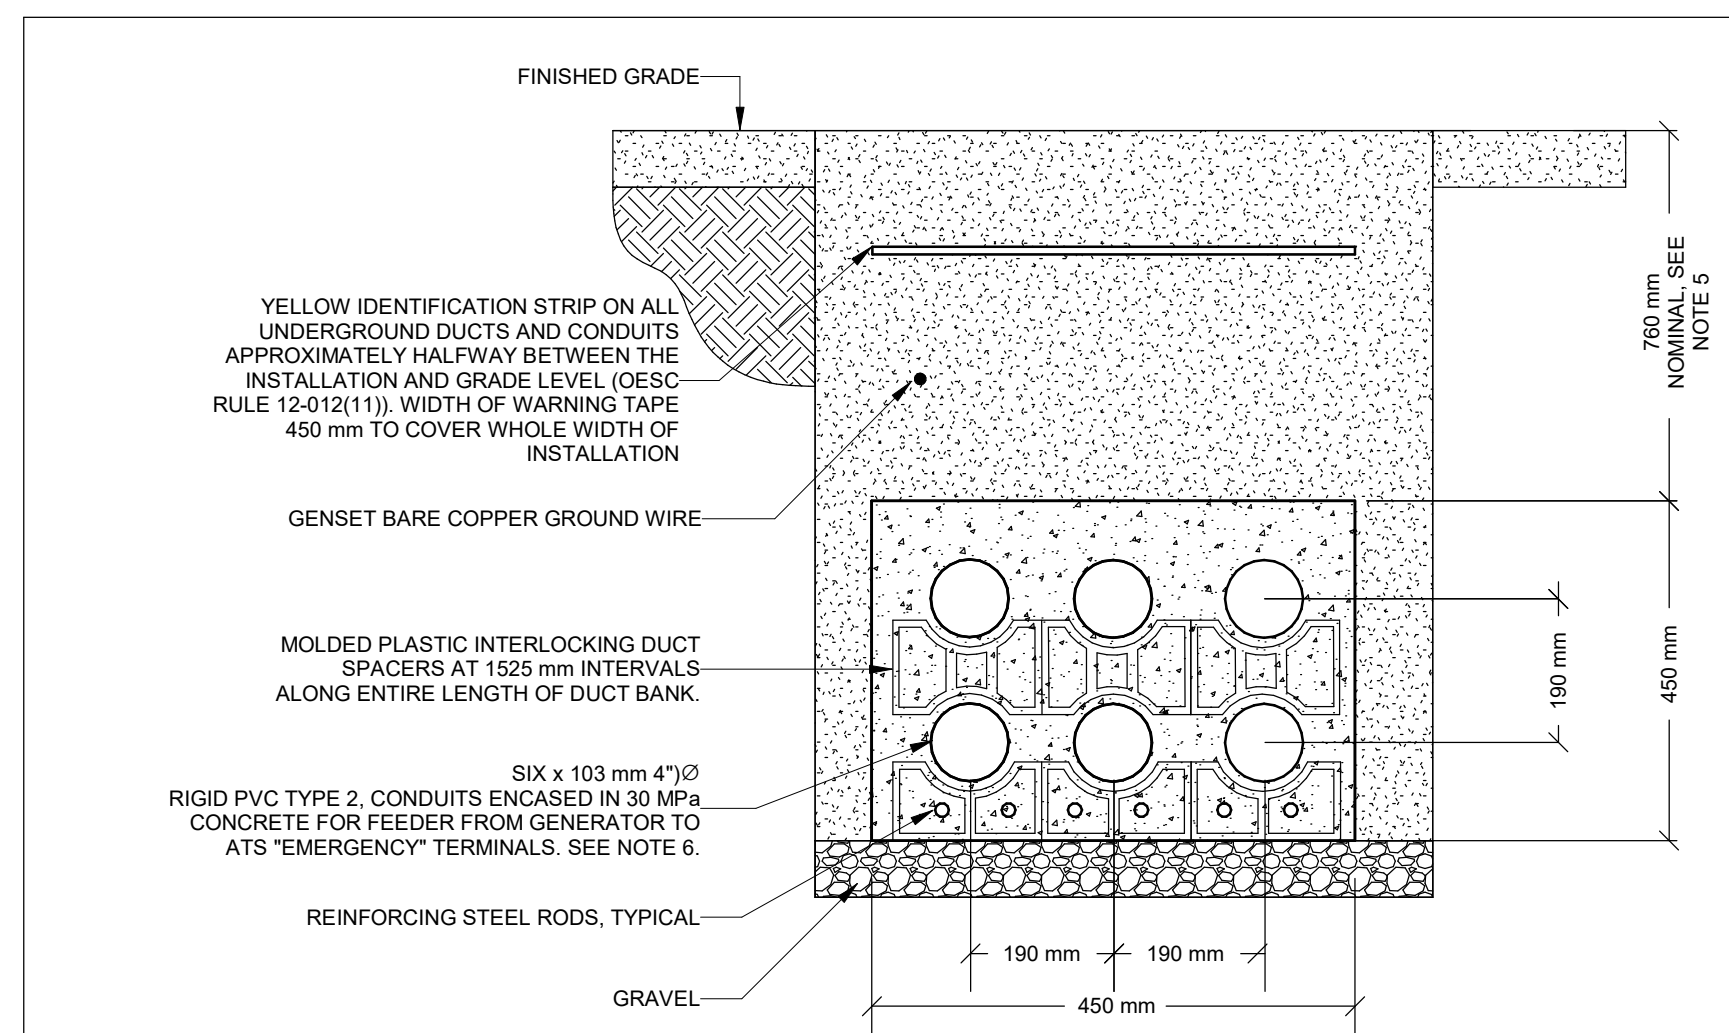 FINISHED GRADE
YELLOW IDENTIFICATION STRIP ON ALL
UNDERGROUND DUCTS AND CONDUITS
APPROXIMATELY HALFWAY BETWEEN THE
INSTALLATION AND GRADE LEVEL (OESC
RULE 12-012(11)). WIDTH OF WARNING TAPE
450 mm TO COVER WHOLE WIDTH OF
INSTALLATION
GENSET BARE COPPER GROUND WIRE
MOLDED PLASTIC INTERLOCKING DUCT
SPACERS AT 1525 mm INTERVALS
ALONG ENTIRE LENGTH OF DUCT BANK.
SIX x 103 mm 4")Ø
RIGID PVC TYPE 2, CONDUITS ENCASED IN 30 MPa
CONCRETE FOR FEEDER FROM GENERATOR TO
ATS "EMERGENCY" TERMINALS. SEE NOTE 6.
REINFORCING STEEL RODS, TYPICAL
GRAVEL
760 mm
NOMINAL, SEE
NOTE 5
190 mm
450 mm
190 mm
190 mm
450 mm